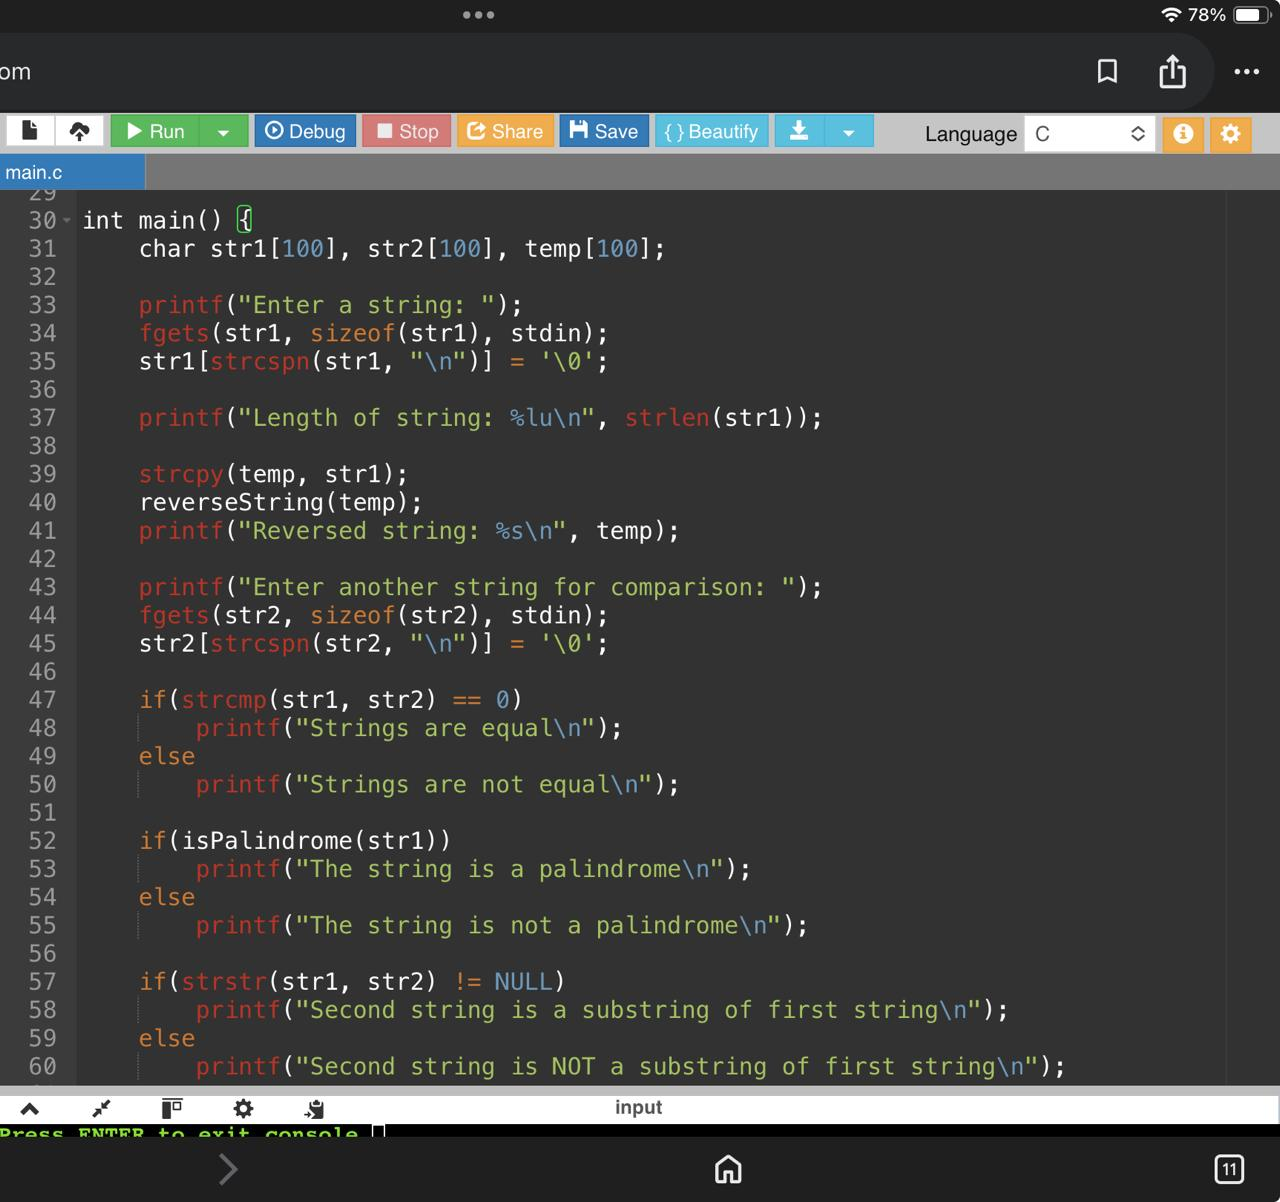 78%
om
Run Debug Stop Share Save { } Beautify Language C
main.c
29
30 int main() {
31 char str1[100], str2[100], temp[100];
32
33 printf("Enter a string: ");
34 fgets(str1, sizeof(str1), stdin);
35 str1[strcspn(str1, "\n")] = '\0';
36
37 printf("Length of string: %lu\n", strlen(str1));
38
39 strcpy(temp, str1);
40 reverseString(temp);
41 printf("Reversed string: %s\n", temp);
42
43 printf("Enter another string for comparison: ");
44 fgets(str2, sizeof(str2), stdin);
45 str2[strcspn(str2, "\n")] = '\0';
46
47 if(strcmp(str1, str2) == 0)
48 printf("Strings are equal\n");
49 else
50 printf("Strings are not equal\n");
51
52 if(isPalindrome(str1))
53 printf("The string is a palindrome\n");
54 else
55 printf("The string is not a palindrome\n");
56
57 if(strstr(str1, str2) != NULL)
58 printf("Second string is a substring of first string\n");
59 else
60 printf("Second string is NOT a substring of first string\n");
input
Press ENTER to exit console
11